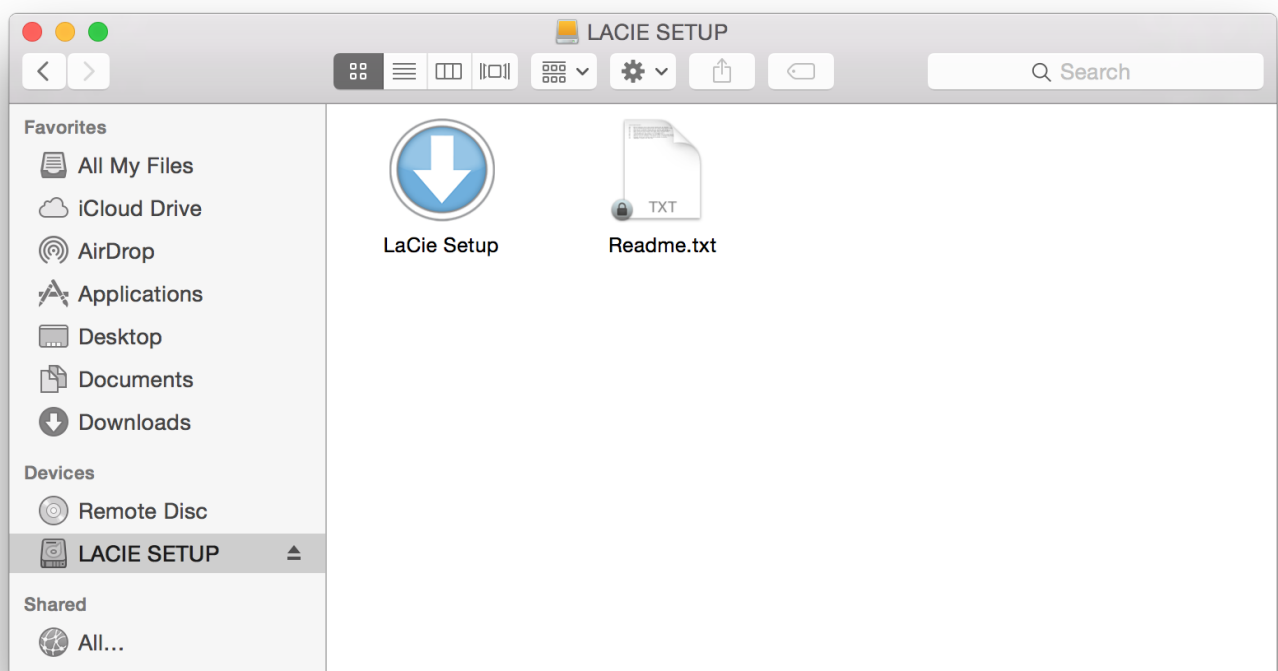 LACIE SETUP
Search
Favorites
All My Files
iCloud Drive
AirDrop
Applications
Desktop
Documents
Downloads
Devices
Remote Disc
LACIE SETUP
Shared
All...
TXT
LaCie Setup
Readme.txt